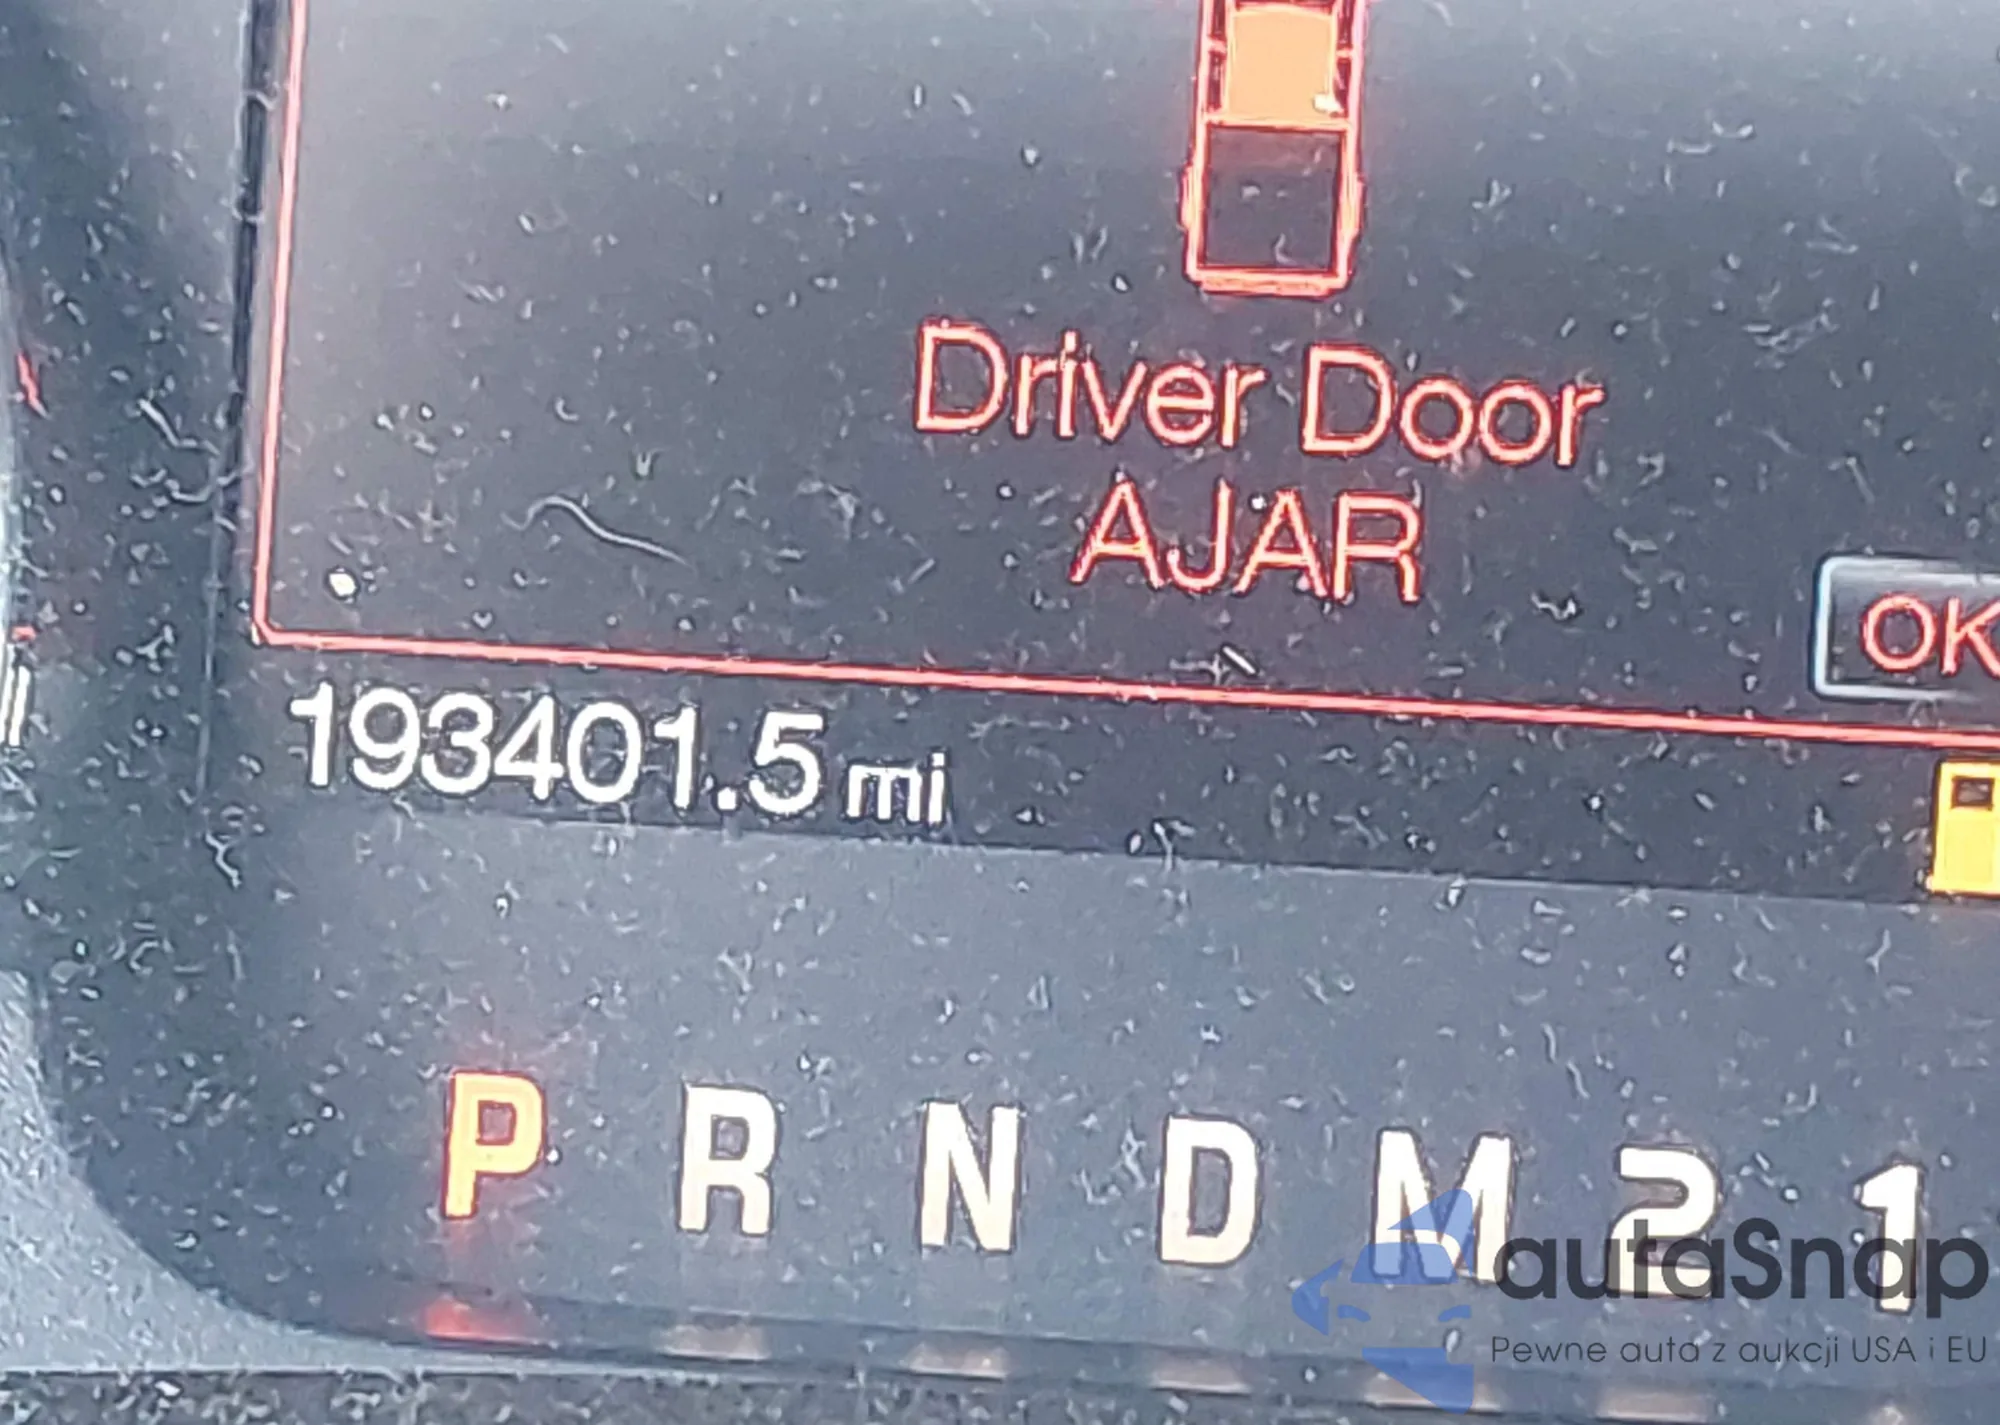 Driver Door
AJAR
OK
193401.5 mi
P R N D M 2 1
autaSnap
Pewne auta z aukcji USA i EU